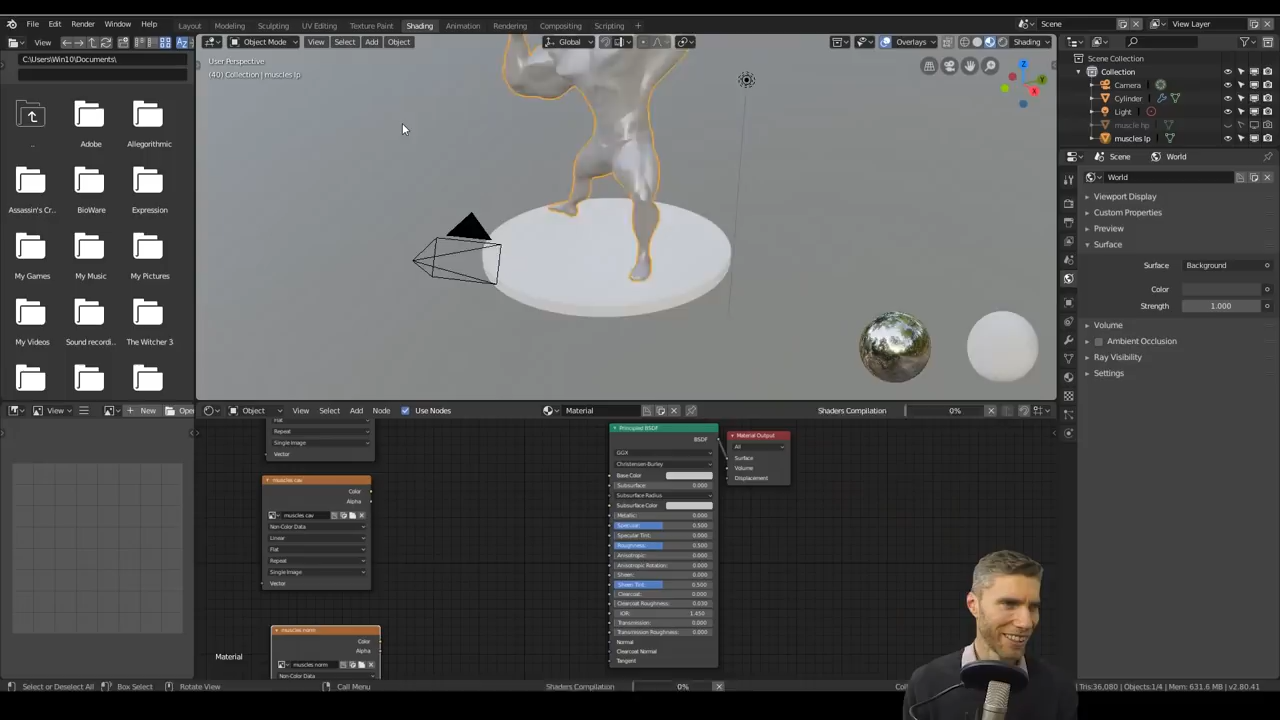 File Edit Render Window Help Layout Modeling Sculpting UV Editing Texture Paint Shading Animation Rendering Compositing Scripting + Scene View Layer
View Object Mode View Select Add Object Global Overlays Shading
C:\Users\Win10\Documents\
User Perspective
(40) Collection | muscles lp
Scene Collection
Collection
Camera
Cylinder
Light
muscle hp
muscles lp
.. Adobe Allegorithmic
Assassin's Cr... BioWare Expression
My Games My Music My Pictures
My Videos Sound recordi... The Witcher 3
Scene World
World
Viewport Display
Custom Properties
Preview
Surface
Surface Background
Color
Strength 1.000
Volume
Ambient Occlusion
Ray Visibility
Settings
View + New Open Object View Select Add Node Use Nodes Material Shaders Compilation 0%
Flat
Repeat
Single Image
Vector
muscles cav
Color
Alpha
muscles cav
Non-Color Data
Linear
Flat
Repeat
Single Image
Vector
muscles norm
Color
Alpha
muscles norm
Non-Color Data
Material
Principled BSDF
BSDF
GGX
Christensen-Burley
Base Color
Subsurface: 0.000
Subsurface Radius
Subsurface Color
Metallic: 0.000
Specular: 0.500
Specular Tint: 0.000
Roughness: 0.500
Anisotropic: 0.000
Anisotropic Rotation: 0.000
Sheen: 0.000
Sheen Tint: 0.500
Clearcoat: 0.000
Clearcoat Roughness: 0.030
IOR: 1.450
Transmission: 0.000
Transmission Roughness: 0.000
Normal
Clearcoat Normal
Tangent
Material Output
All
Surface
Volume
Displacement
Select or Deselect All Box Select Rotate View Call Menu Shaders Compilation 0% Tris:36,080 | Objects:1/4 | Mem: 631.6 MB | v2.80.41